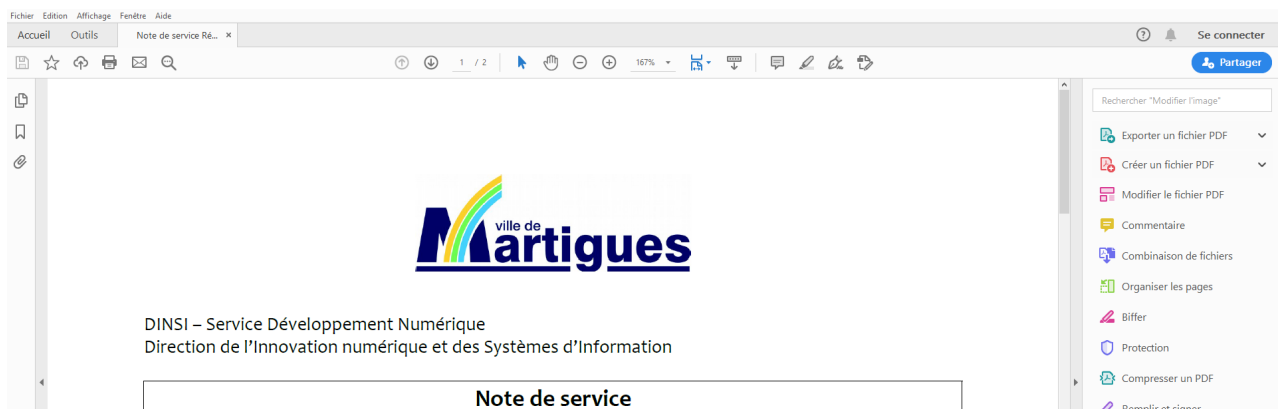 Fichier Edition Affichage Fenêtre Aide
Accueil Outils Note de service Ré... × Se connecter
1 / 2 167% Partager
Rechercher "Modifier l'image"
Exporter un fichier PDF
Créer un fichier PDF
Modifier le fichier PDF
Commentaire
Combinaison de fichiers
Organiser les pages
Biffer
Protection
Compresser un PDF
Remplir et signer
ville de
Martigues
DINSI – Service Développement Numérique
Direction de l'Innovation numérique et des Systèmes d'Information
Note de service